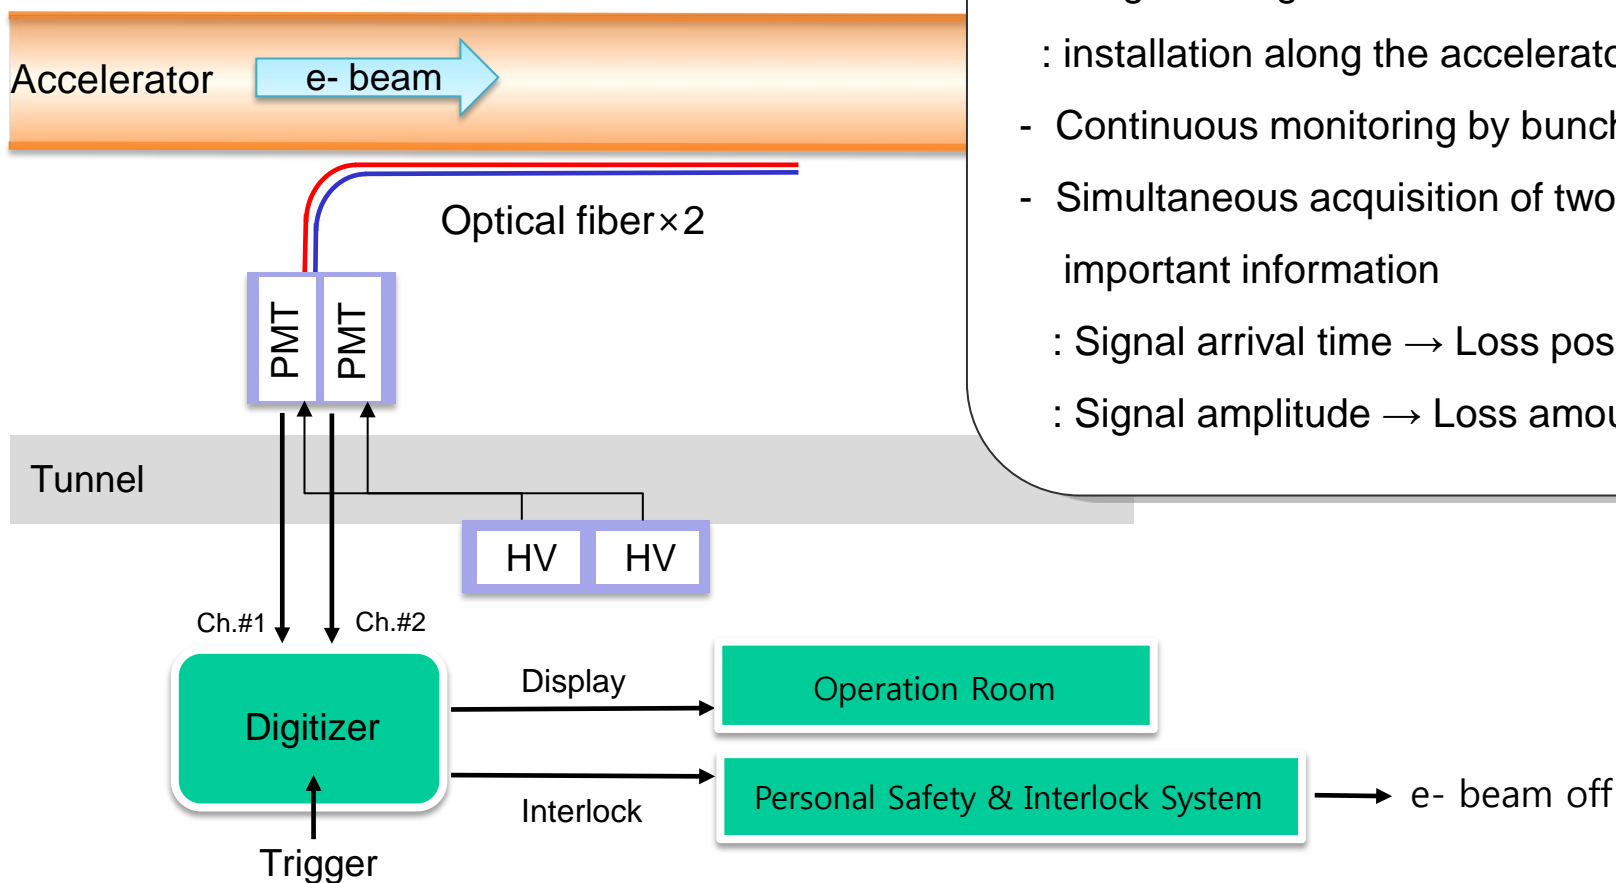 : installation along the accelerato
- Continuous monitoring by bunch
- Simultaneous acquisition of two
important information
: Signal arrival time → Loss pos
: Signal amplitude → Loss amou
Accelerator
e- beam
Optical fiber×2
PMT
PMT
Tunnel
HV
HV
Ch.#1
Ch.#2
Digitizer
Display
Operation Room
Interlock
Personal Safety & Interlock System
e- beam off
Trigger